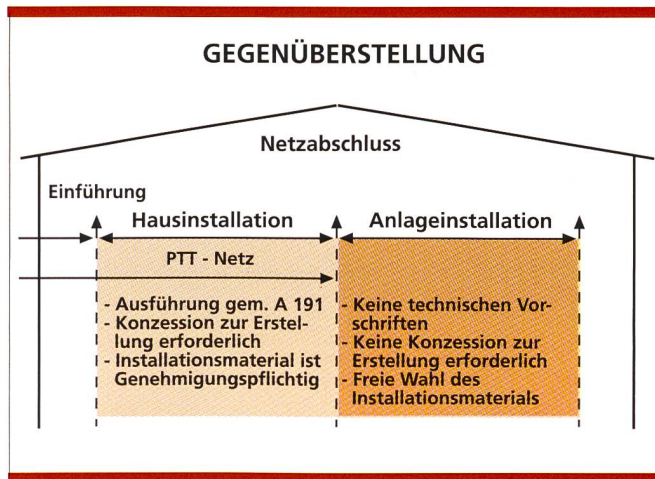 GEGENÜBERSTELLUNG
Netzabschluss
Einführung
Hausinstallation
Anlageinstallation
PTT - Netz
- Ausführung gem. A 191
- Konzession zur Erstel-
lung erforderlich
- Installationsmaterial ist
Genehmigungspflichtig
- Keine technischen Vor-
schriften
- Keine Konzession zur
Erstellung erforderlich
- Freie Wahl des
Installationsmaterials